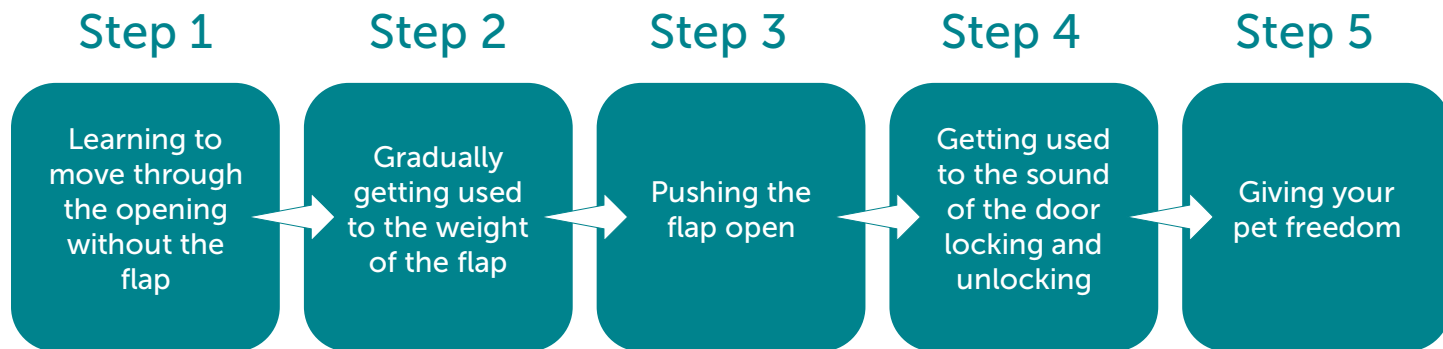 Step 1
Step 2
Step 3
Step 4
Step 5
Learning to
move through
the opening
without the
flap
Gradually
getting used
to the weight
of the flap
Pushing the
flap open
Getting used
to the sound
of the door
locking and
unlocking
Giving your
pet freedom